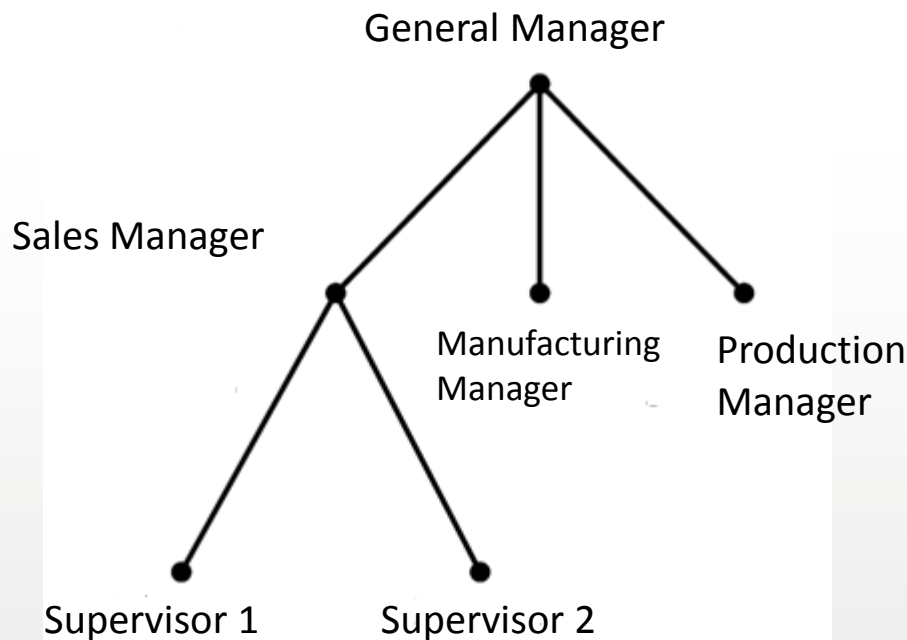 General Manager
Sales Manager
Manufacturing
Manager
Production
Manager
Supervisor 1
Supervisor 2